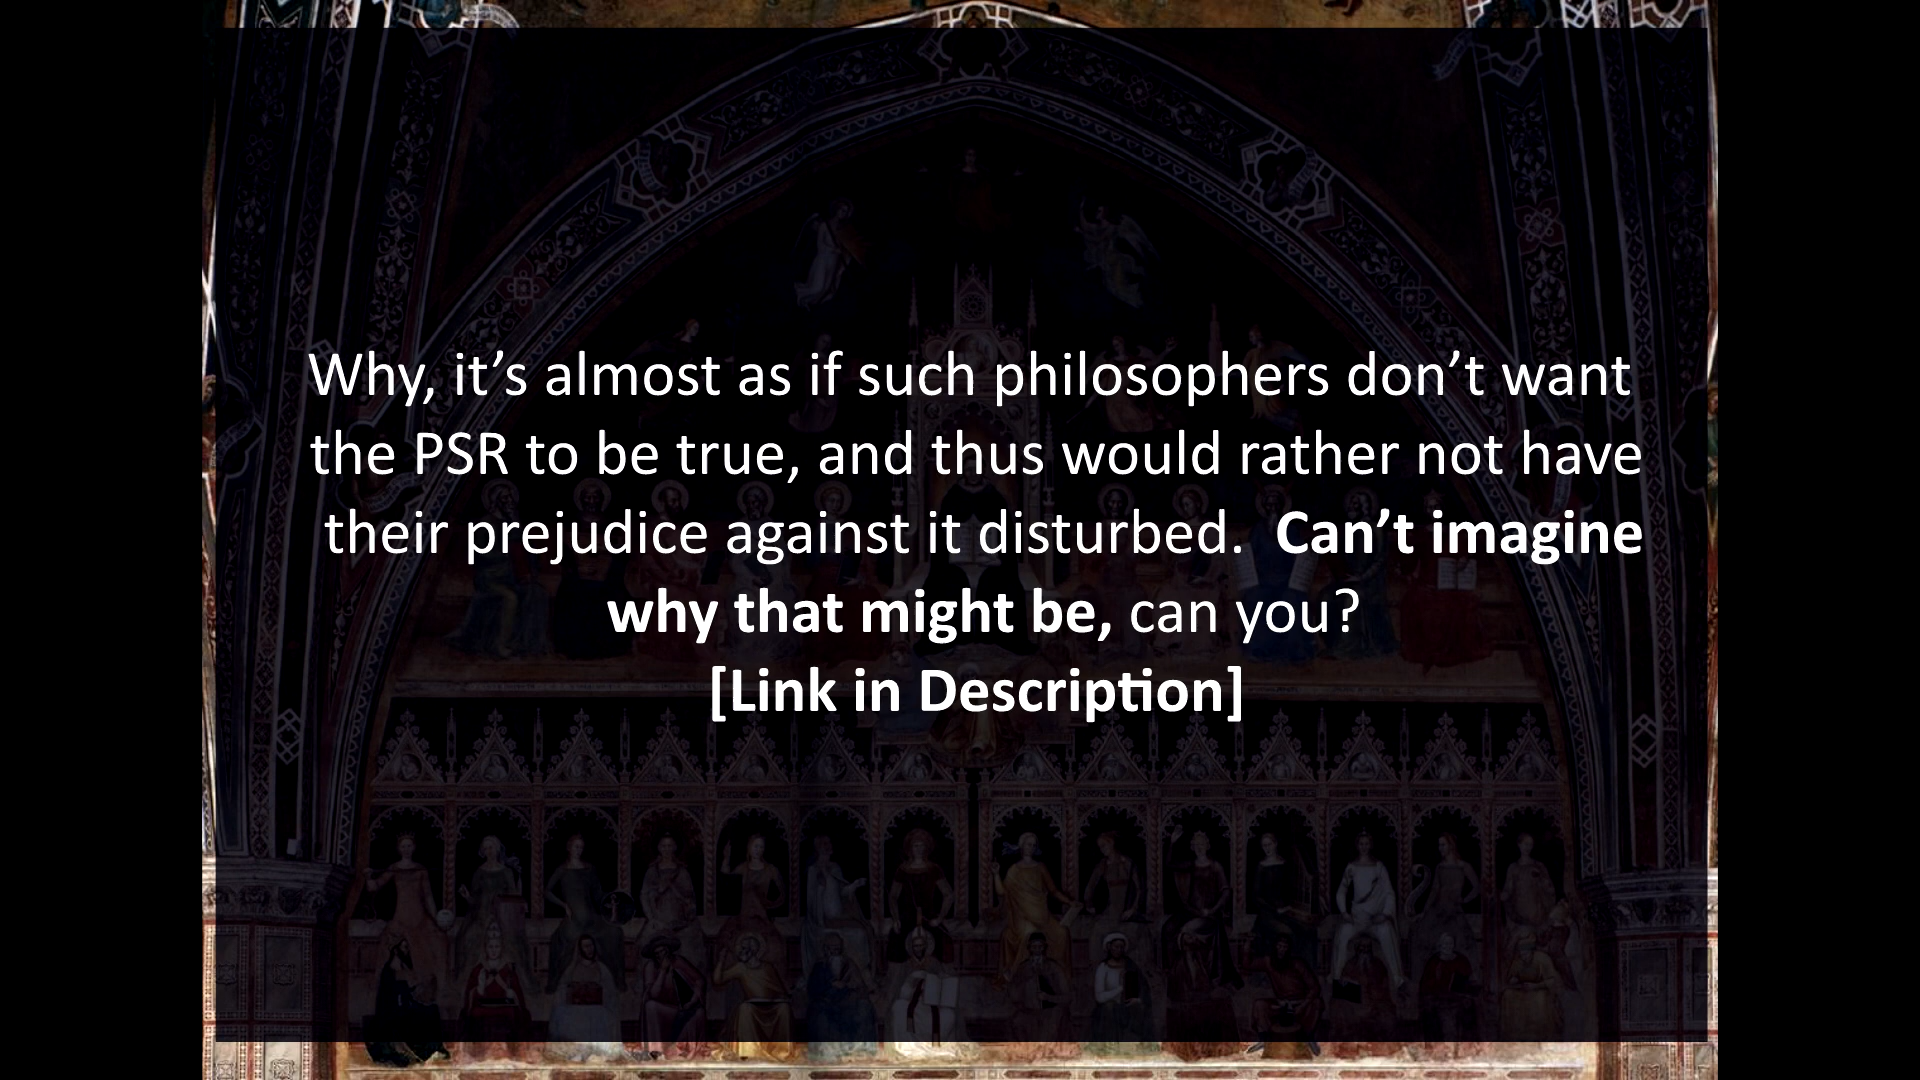 Why, it’s almost as if such philosophers don’t want
the PSR to be true, and thus would rather not have
their prejudice against it disturbed.  Can’t imagine
why that might be, can you?
[Link in Description]